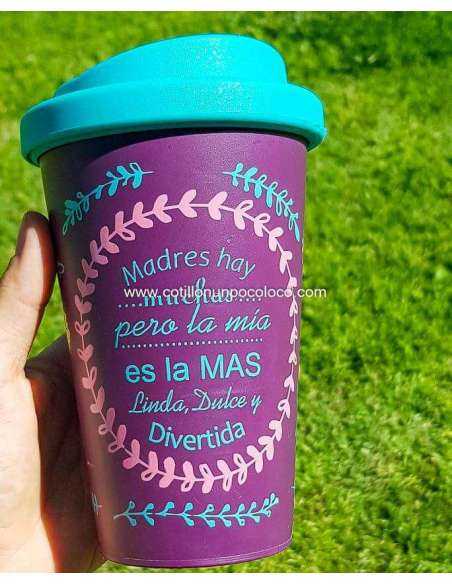 Madres hay
....muchas....
www.cotillonunpocoloco.com
pero la mía
es la MAS
Linda, Dulce y
Divertida